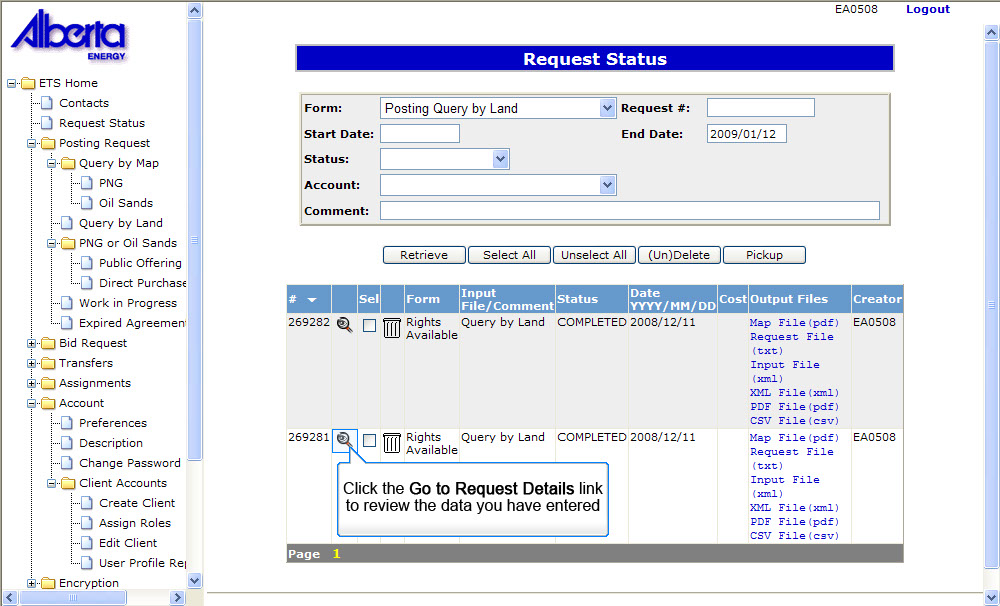 EA0508 Logout
Alberta
ENERGY
ETS Home
Contacts
Request Status
Posting Request
Query by Map
PNG
Oil Sands
Query by Land
PNG or Oil Sands
Public Offering
Direct Purchase
Work in Progress
Expired Agreemen
Bid Request
Transfers
Assignments
Account
Preferences
Description
Change Password
Client Accounts
Create Client
Assign Roles
Edit Client
User Profile Rep
Encryption
Request Status
Form: Posting Query by Land Request #:
Start Date: End Date: 2009/01/12
Status:
Account:
Comment:
Retrieve Select All Unselect All (Un)Delete Pickup
# Sel Form Input File/Comment Status Date YYYY/MM/DD Cost Output Files Creator
269282 Rights Available Query by Land COMPLETED 2008/12/11 Map File(pdf) EA0508
Request File
(txt)
Input File
(xml)
XML File(xml)
PDF File(pdf)
CSV File(csv)
269281 Rights Available Query by Land COMPLETED 2008/12/11 Map File(pdf) EA0508
Request File
(txt)
Input File
(xml)
XML File(xml)
PDF File(pdf)
CSV File(csv)
Click the Go to Request Details link
to review the data you have entered
Page 1